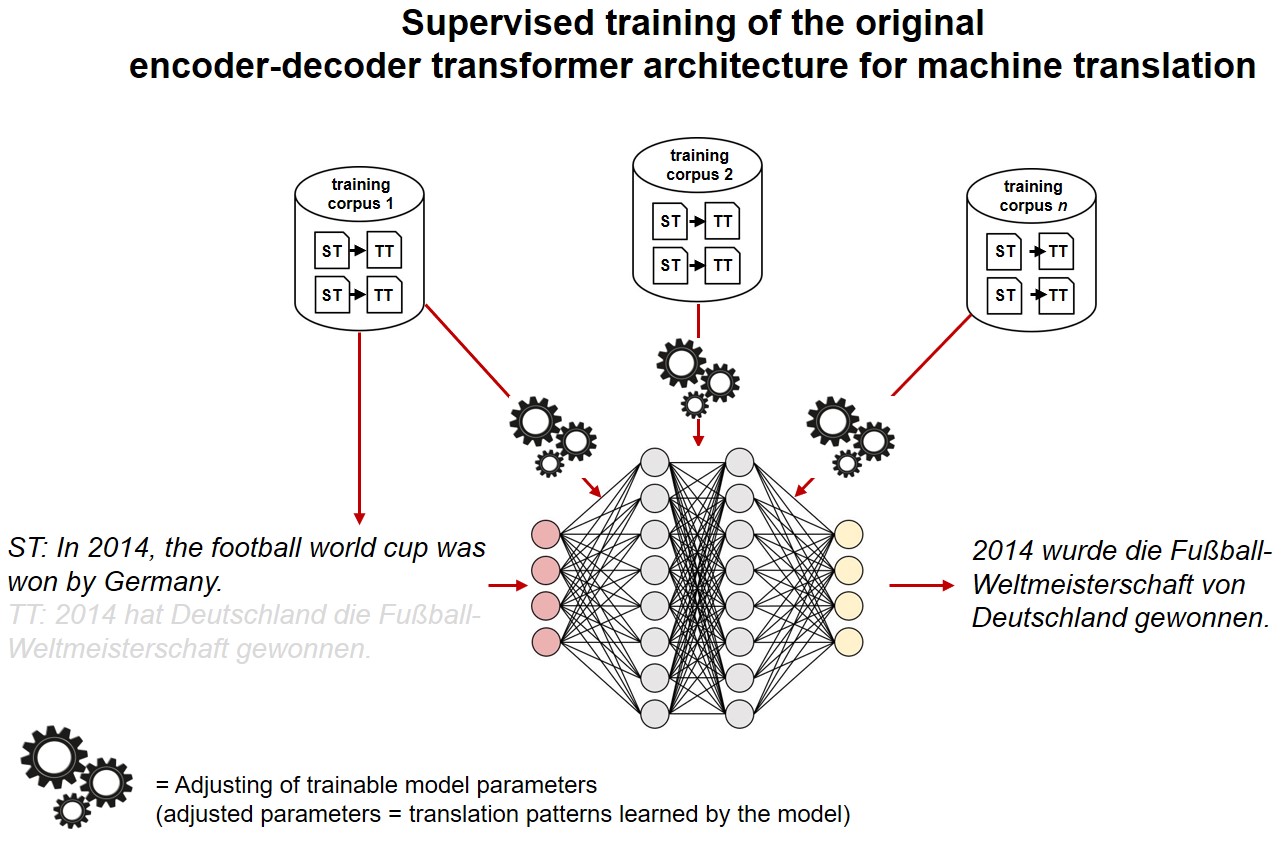 Supervised training of the original
encoder-decoder transformer architecture for machine translation
training
corpus 1
ST TT
ST TT
training
corpus 2
ST TT
ST TT
training
corpus n
ST TT
ST TT
ST: In 2014, the football world cup was
won by Germany.
TT: 2014 hat Deutschland die Fußball-
Weltmeisterschaft gewonnen.
2014 wurde die Fußball-
Weltmeisterschaft von
Deutschland gewonnen.
= Adjusting of trainable model parameters
(adjusted parameters = translation patterns learned by the model)